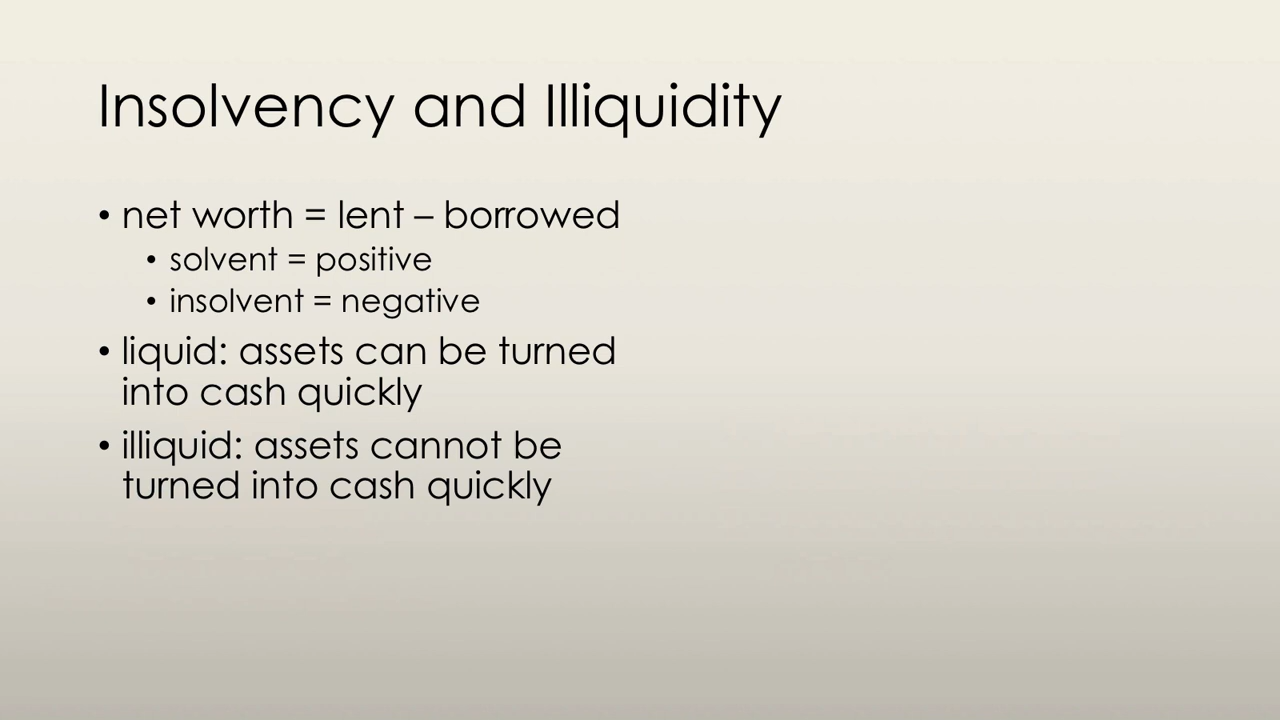 Insolvency and Illiquidity
• net worth = lent – borrowed
• solvent = positive
• insolvent = negative
• liquid: assets can be turned
into cash quickly
• illiquid: assets cannot be
turned into cash quickly